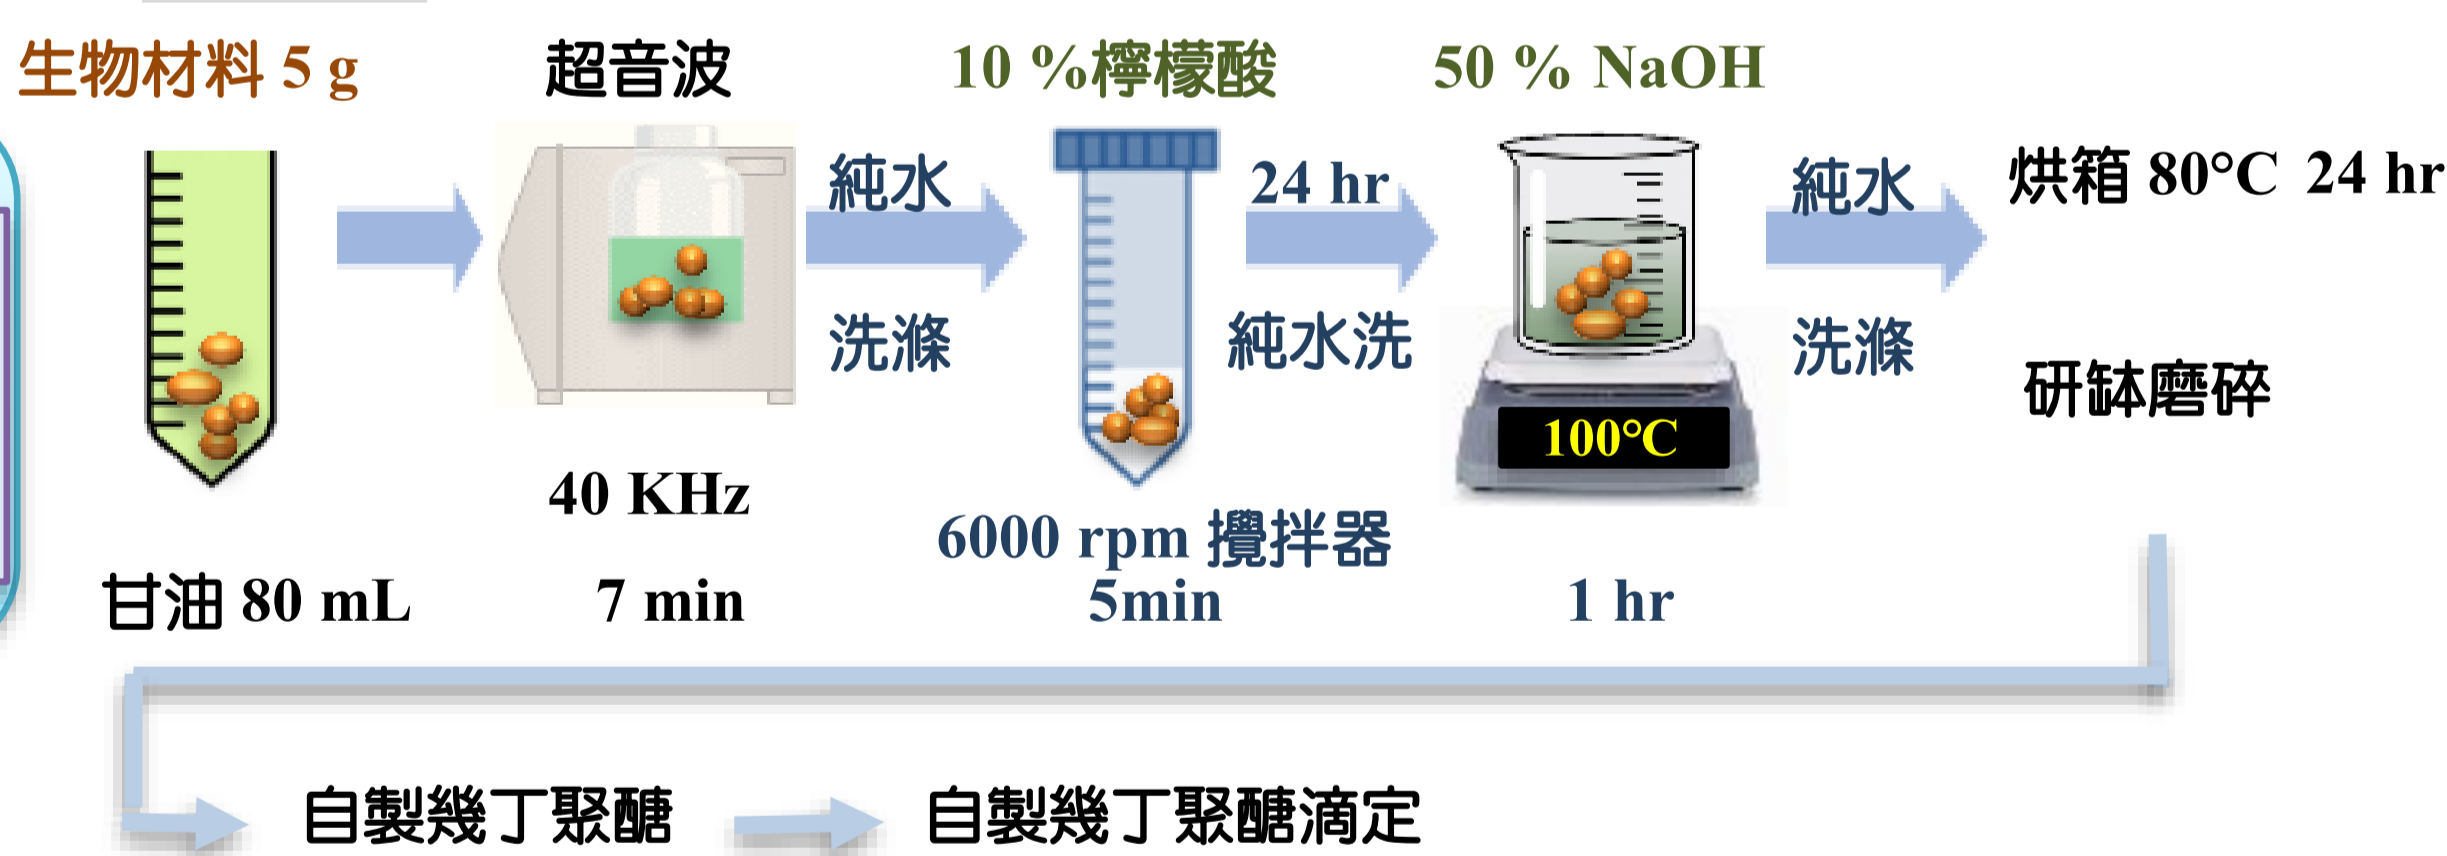 生物材料 5 g
甘油 80 mL
超音波
40 KHz
7 min
純水
洗滌
10 %檸檬酸
6000 rpm 攪拌器
5min
24 hr
純水洗
50 % NaOH
100°C
1 hr
純水
洗滌
烘箱 80°C 24 hr
研缽磨碎
自製幾丁聚醣
自製幾丁聚醣滴定